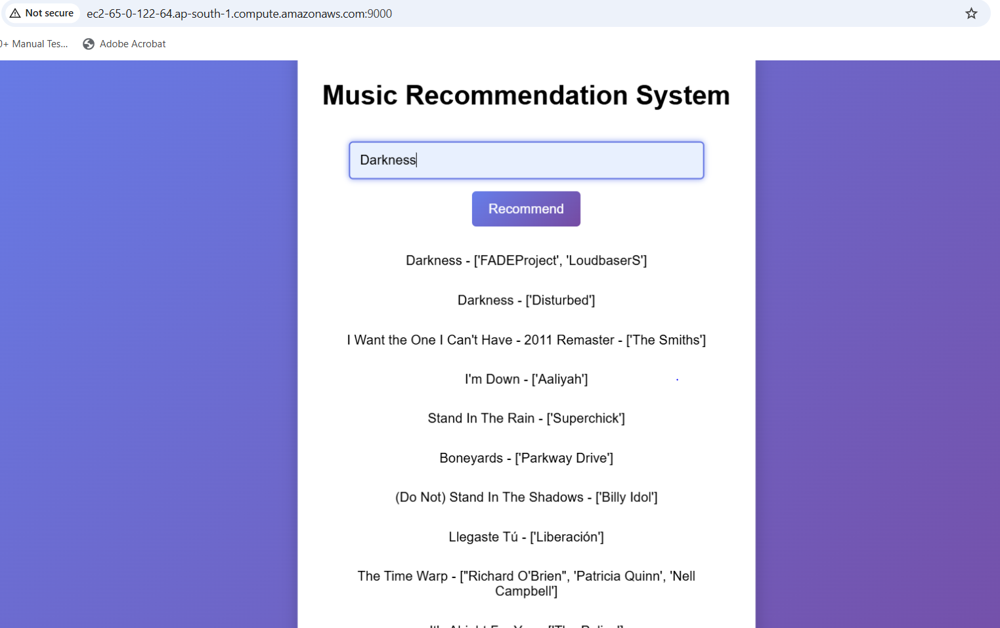 Not secure ec2-65-0-122-64.ap-south-1.compute.amazonaws.com:9000
0+ Manual Tes... Adobe Acrobat
Music Recommendation System
Darkness
Recommend
Darkness - ['FADEProject', 'LoudbaserS']
Darkness - ['Disturbed']
I Want the One I Can't Have - 2011 Remaster - ['The Smiths']
I'm Down - ['Aaliyah']
Stand In The Rain - ['Superchick']
Boneyards - ['Parkway Drive']
(Do Not) Stand In The Shadows - ['Billy Idol']
Llegaste Tú - ['Liberación']
The Time Warp - ["Richard O'Brien", 'Patricia Quinn', 'Nell
Campbell']